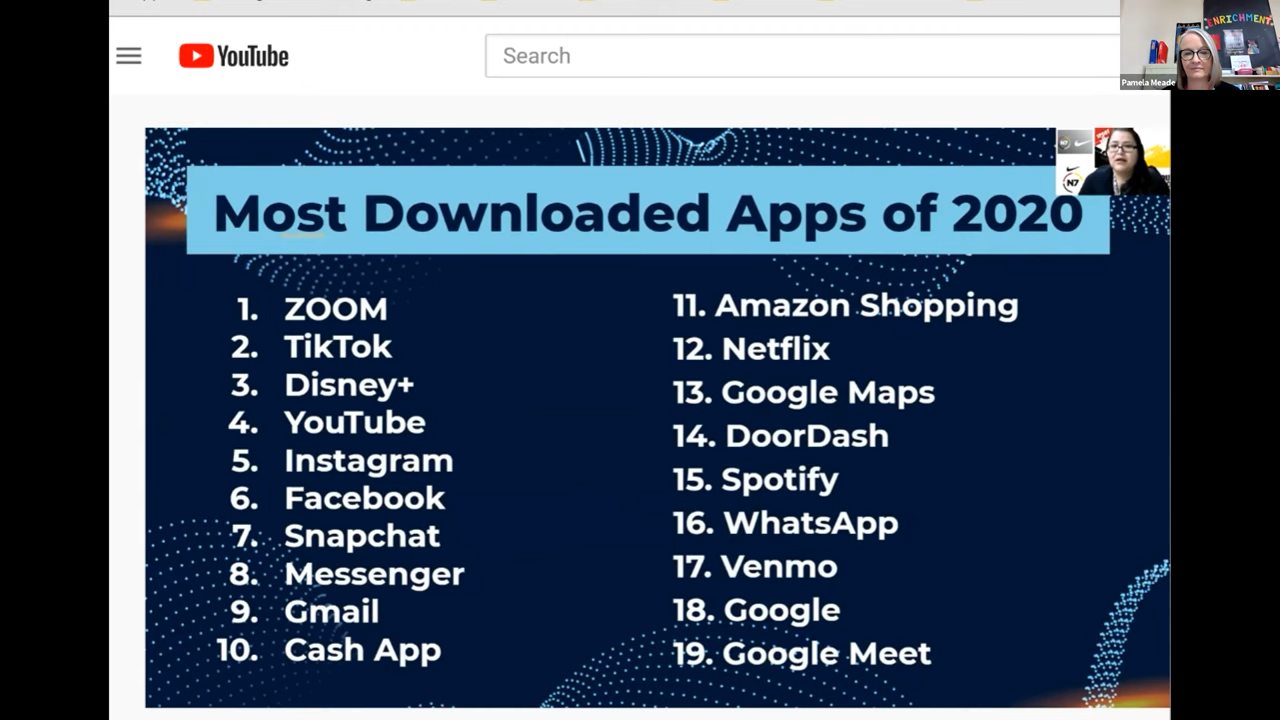 YouTube
Search
ENRICHMENT
Pamela Meade
N7
Most Downloaded Apps of 2020
1. ZOOM
2. TikTok
3. Disney+
4. YouTube
5. Instagram
6. Facebook
7. Snapchat
8. Messenger
9. Gmail
10. Cash App
11. Amazon Shopping
12. Netflix
13. Google Maps
14. DoorDash
15. Spotify
16. WhatsApp
17. Venmo
18. Google
19. Google Meet